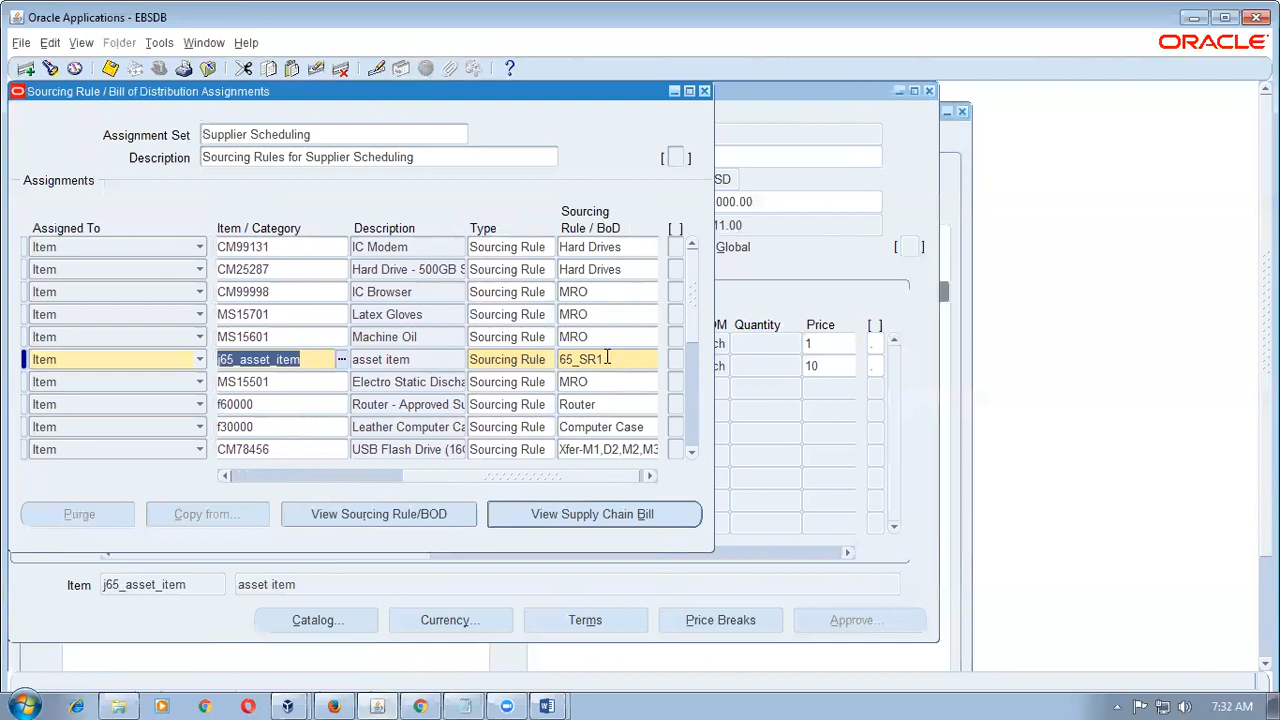 Oracle Applications - EBSDB
File Edit View Folder Tools Window Help
ORACLE
Sourcing Rule / Bill of Distribution Assignments
Assignment Set Supplier Scheduling
Description Sourcing Rules for Supplier Scheduling [ ]
SD
Assignments
000.00
11.00
Global [ ]
Sourcing
Assigned To Item / Category Description Type Rule / BoD [ ]
Item CM99131 IC Modem Sourcing Rule Hard Drives
Item CM25287 Hard Drive - 500GB S Sourcing Rule Hard Drives
Item CM99998 IC Browser Sourcing Rule MRO
Item MS15701 Latex Gloves Sourcing Rule MRO
Item MS15601 Machine Oil Sourcing Rule MRO
Item j65_asset_item ... asset item Sourcing Rule 65_SR1
Item MS15501 Electro Static Discha Sourcing Rule MRO
Item f60000 Router - Approved Su Sourcing Rule Router
Item f30000 Leather Computer Ca Sourcing Rule Computer Case
Item CM78456 USB Flash Drive (16G Sourcing Rule Xfer-M1,D2,M2,M3
OM Quantity Price [ ]
ch 1 .
ch 10 .
Purge Copy from... View Sourcing Rule/BOD View Supply Chain Bill
Item j65_asset_item asset item
Catalog... Currency... Terms Price Breaks Approve...
7:32 AM